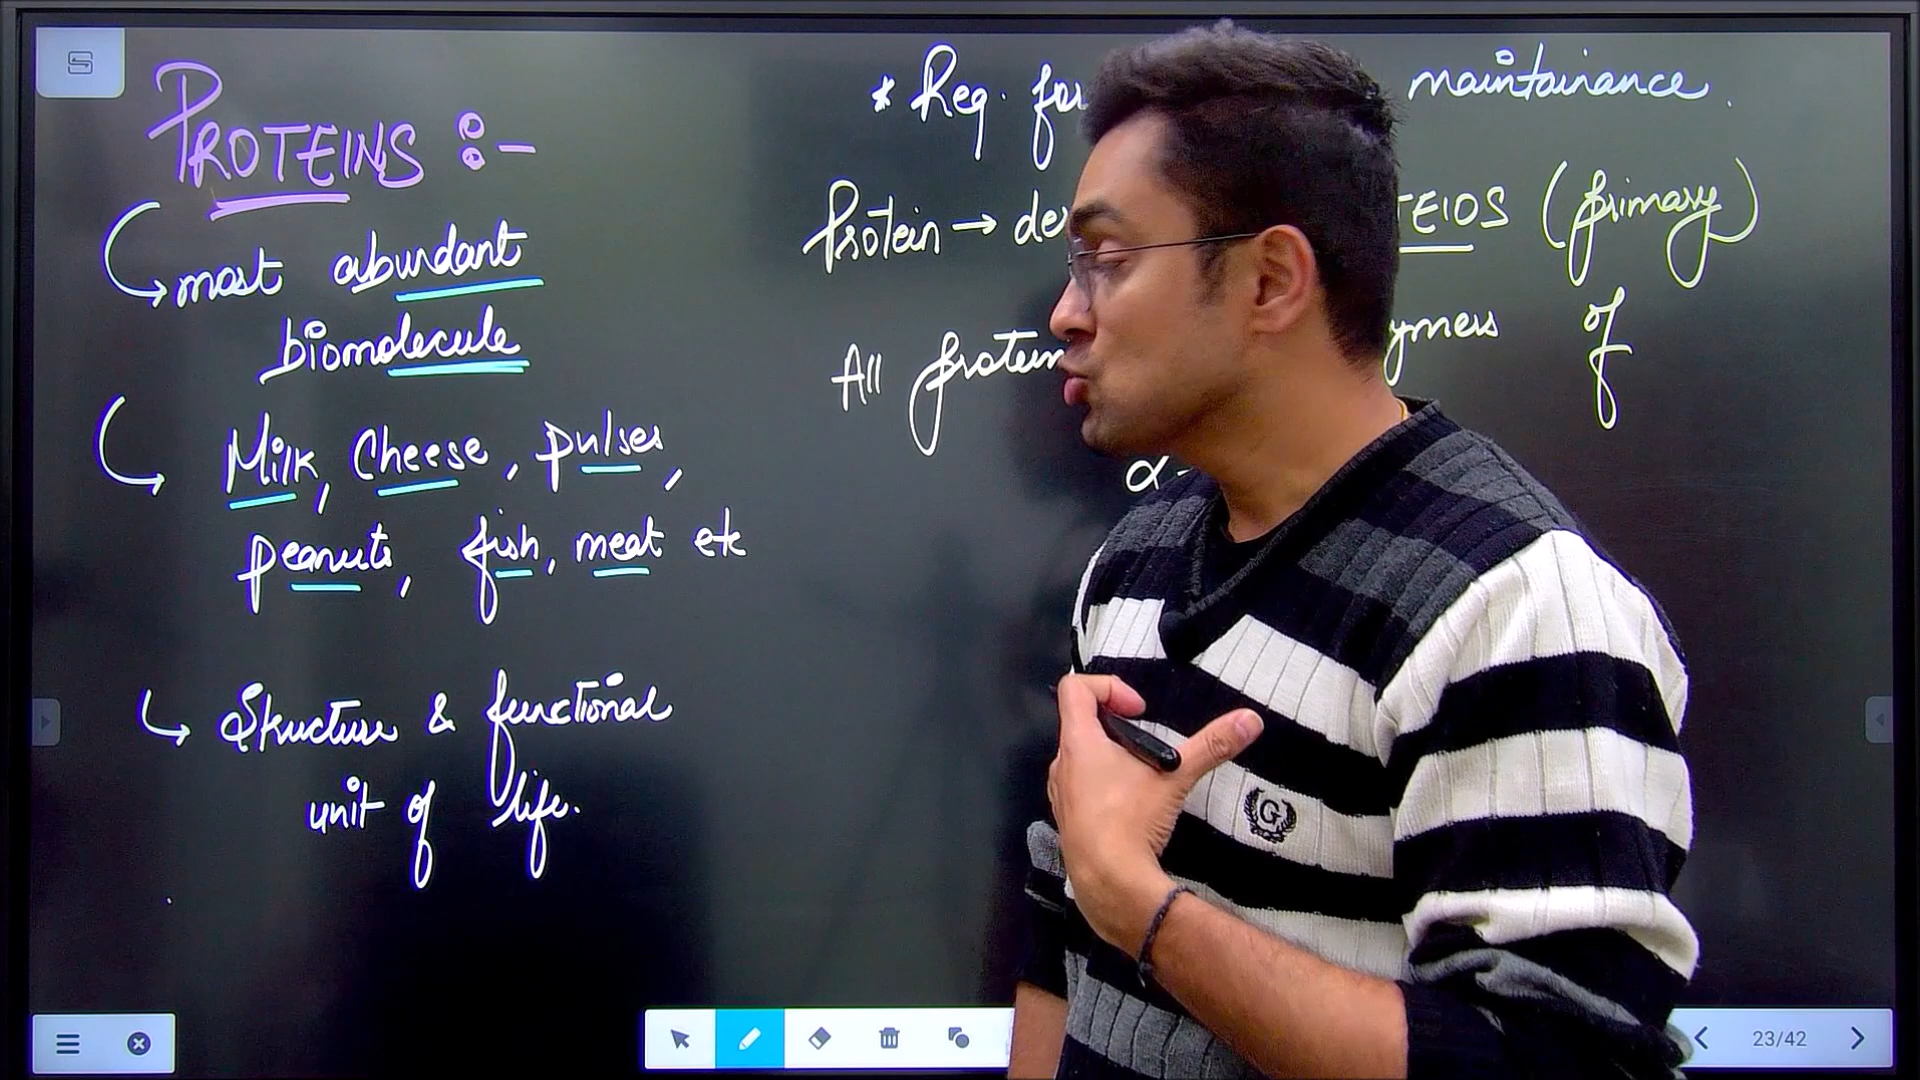 PROTEINS :-
most abundant
biomolecule
Milk, Cheese, pulses,
peanuts, fish, meat etc
Structure & functional
unit of life.
* Req. for maintainance.
Protein → der TEIOS (primary)
All protein ymers of
α-
G
23/42